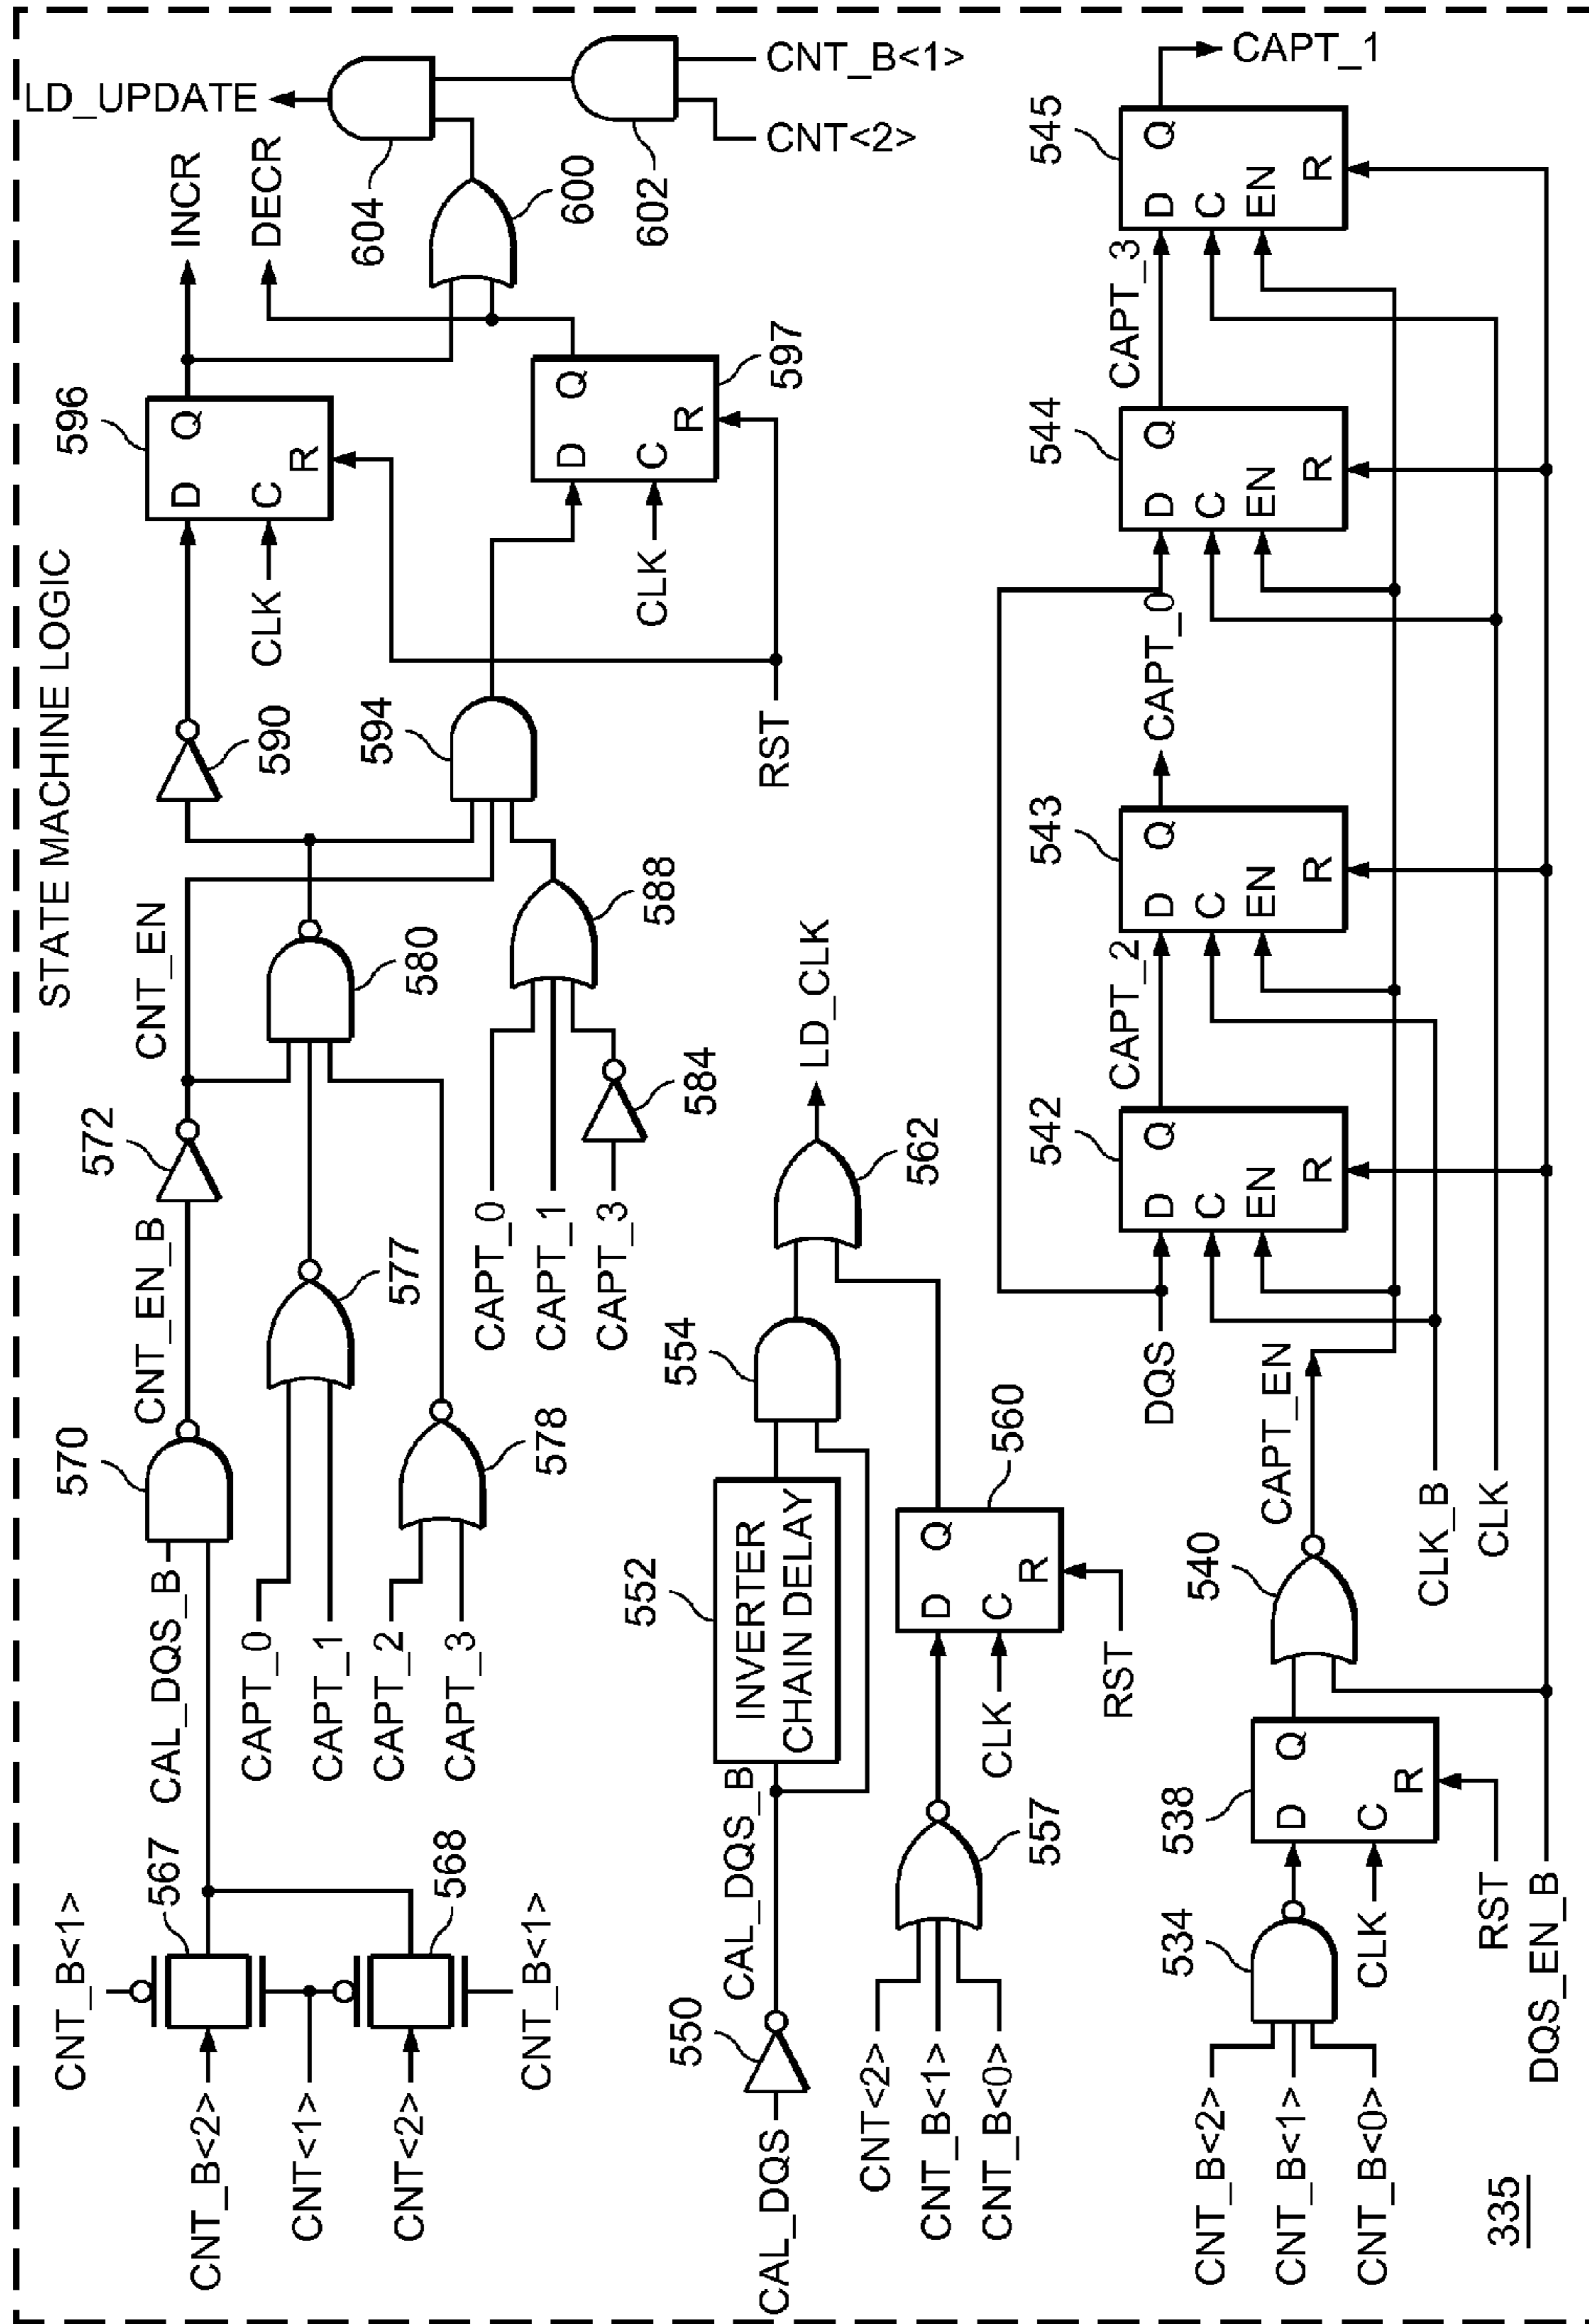 STATE MACHINE LOGIC
CNT_B<1>
CNT_B<2>
CNT<1>
CNT<2>
CNT_B<1>
567
568
CAL_DQS_B
570
CNT_EN_B
572
CNT_EN
CAPT_0
CAPT_1
577
CAPT_2
CAPT_3
578
580
CAPT_0
CAPT_1
CAPT_3
584
588
590
594
RST
CLK
D
C
Q
R
596
CLK
D
C
Q
R
597
INCR
DECR
600
CNT_B<1>
CNT<2>
602
604
LD_UPDATE
CAL_DQS
550
CAL_DQS_B
552
INVERTER
CHAIN DELAY
554
CNT<2>
CNT_B<1>
CNT_B<0>
557
CLK
D
C
Q
R
560
RST
562
LD_CLK
CNT_B<2>
CNT_B<1>
CNT_B<0>
534
CLK
D
C
Q
R
538
RST
DQS_EN_B
540
CAPT_EN
CLK_B
CLK
DQS
D
C
EN
Q
R
542
CAPT_2
D
C
EN
Q
R
543
CAPT_0
D
C
EN
Q
R
544
CAPT_3
D
C
EN
Q
R
545
CAPT_1
335